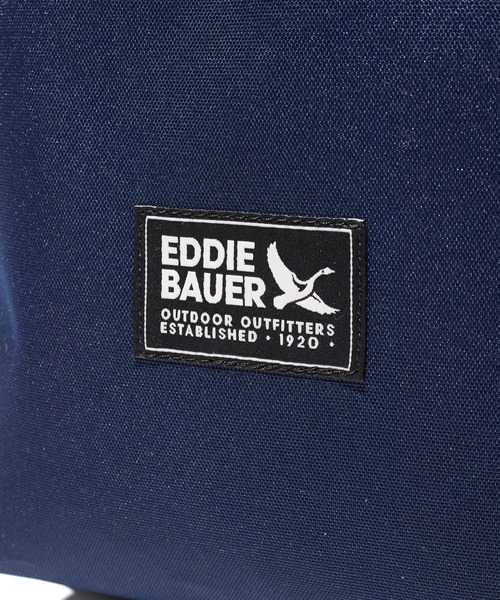 EDDIE
BAUER
OUTDOOR OUTFITTERS
ESTABLISHED · 1920 ·